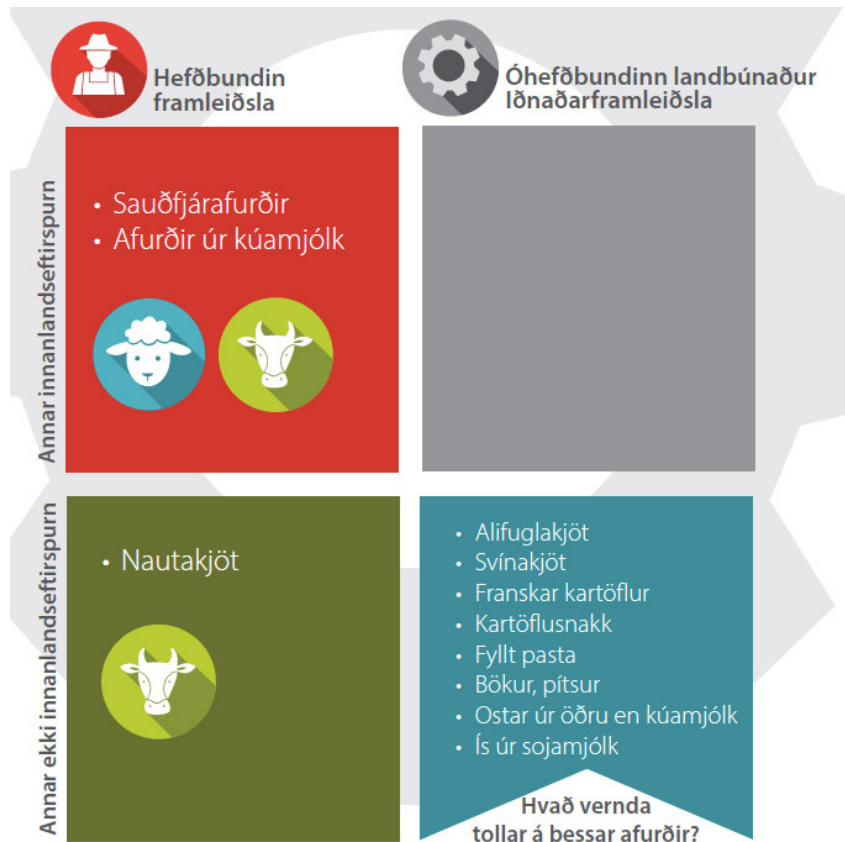 Hefðbundin
framleiðsla
Óhefðbundinn landbúnaður
Iðnaðarframleiðsla
Annar innanlandseftirspurn
• Sauðfjárafurðir
• Afurðir úr kúamjólk
Annar ekki innanlandseftirspurn
• Nautakjöt
• Alifuglakjöt
• Svínakjöt
• Franskar kartöflur
• Kartöflusnakk
• Fyllt pasta
• Bökur, pítsur
• Ostar úr öðru en kúamjólk
• Ís úr sojamjólk
Hvað vernda
tollar á þessar afurðir?